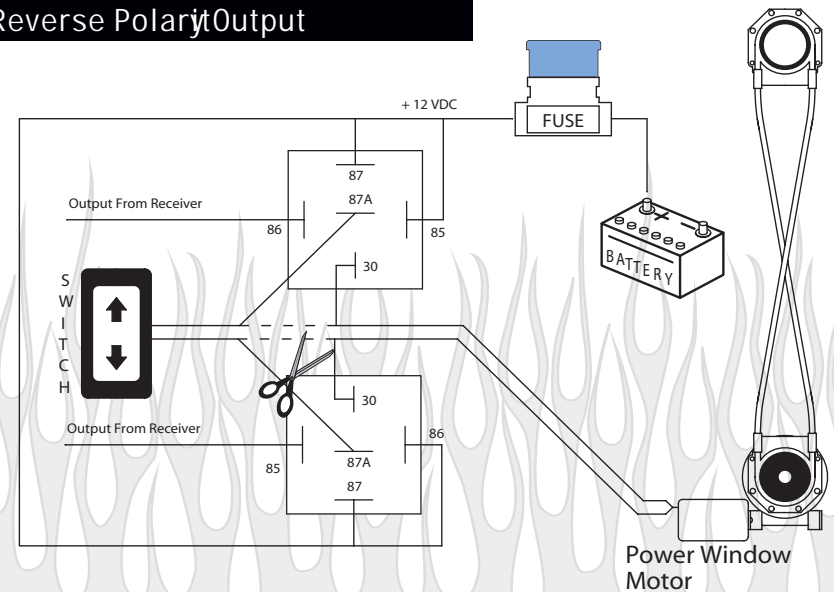 Reverse PolarityOutput
+ 12 VDC
FUSE
87
87A
Output From Receiver
86
85
30
BATTERY
SWITCH
30
Output From Receiver
86
85
87A
87
Power Window
Motor